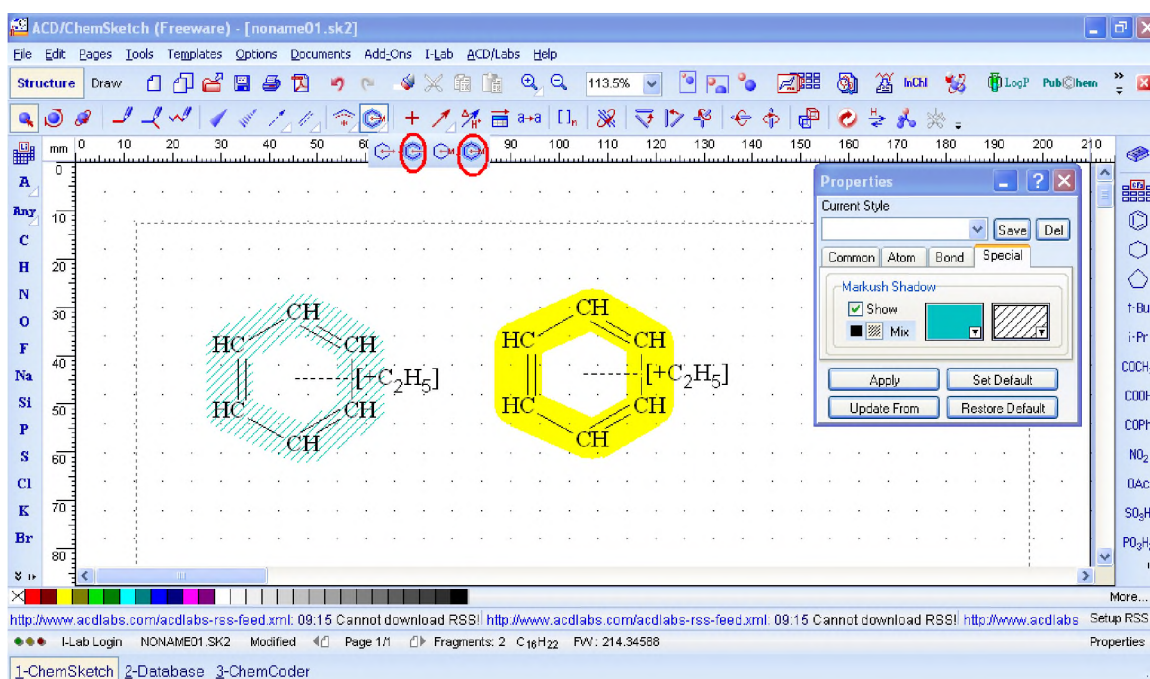 ACD/ChemSketch (Freeware) - [noname01.sk2]
File Edit Pages Tools Templates Options Documents Add-Ons I-Lab ACD/Labs Help
Structure Draw 113.5% InChI LogP Pub©hem
a→a [ ]n
mm 0 10 20 30 40 50 60 90 100 110 120 130 140 150 160 170 180 190 200 210
0
10
20
30
40
50
60
70
80
A
Any
C
H
N
O
F
Na
Si
P
S
Cl
K
Br
CH
HC CH
[+C2H5]
HC CH
CH
CH
HC CH
[+C2H5]
HC CH
CH
Properties
Current Style
Save Del
Common Atom Bond Special
Markush Shadow
Show
Mix
Apply Set Default
Update From Restore Default
t-Bu
i-Pr
COCH
COOH
COPh
NO2
OAc
SO3H
PO3H
More...
http://www.acdlabs.com/acdlabs-rss-feed.xml: 09:15 Cannot download RSS! http://www.acdlabs.com/acdlabs-rss-feed.xml: 09:15 Cannot download RSS! http://www.acdlabs Setup RSS
I-Lab Login NONAME01.SK2 Modified Page 1/1 Fragments: 2 C16H22 FW: 214.34588 Properties
1-ChemSketch 2-Database 3-ChemCoder